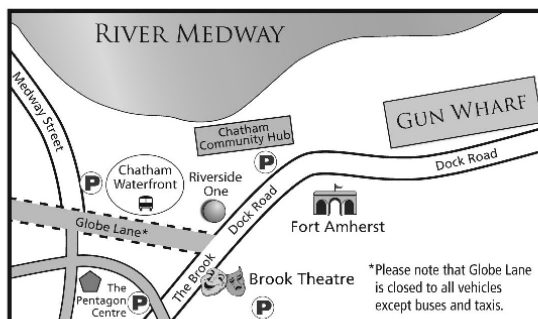 RIVER MEDWAY
Medway Street
GUN WHARF
Chatham
Community Hub
P
Dock Road
Chatham
Waterfront
P
Riverside
One
Dock Road
Fort Amherst
Globe Lane*
The Brook
Brook Theatre
The
Pentagon
Centre
P
P
*Please note that Globe Lane
is closed to all vehicles
except buses and taxis.